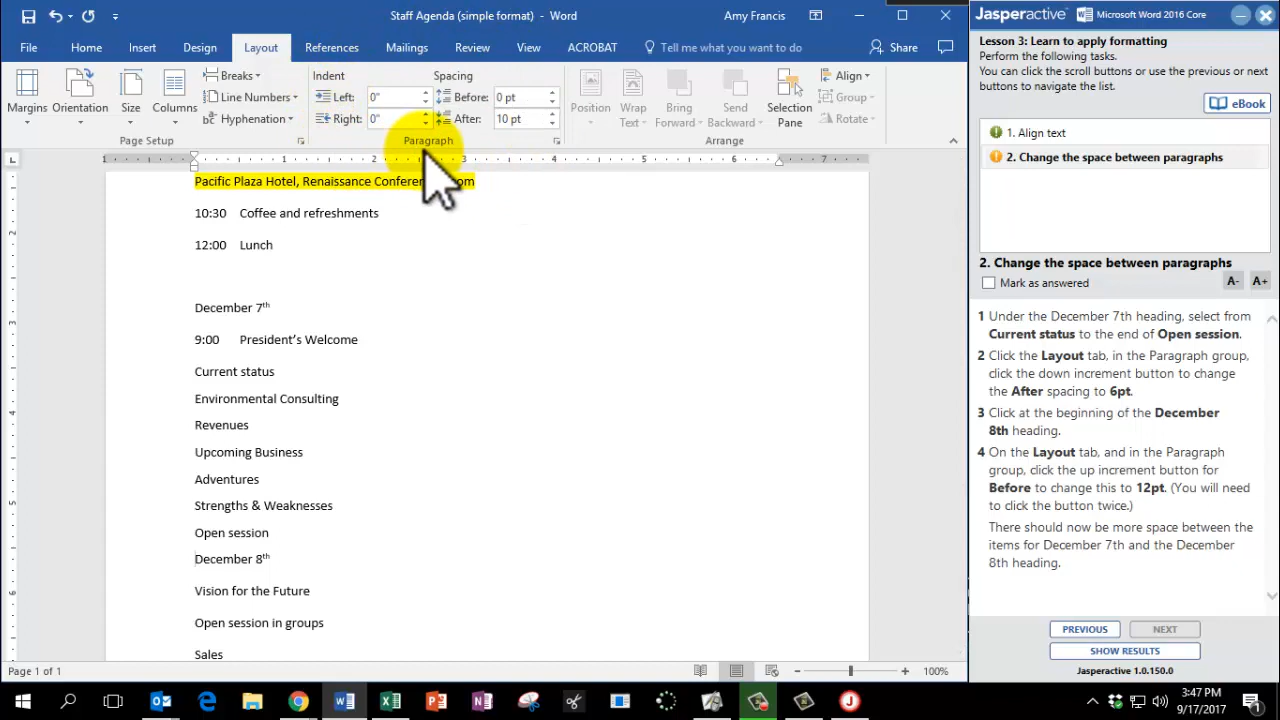 Staff Agenda (simple format) - Word
Amy Francis
File Home Insert Design Layout References Mailings Review View ACROBAT Tell me what you want to do Share
Margins Orientation Size Columns
Breaks
Line Numbers
Hyphenation
Page Setup
Indent
Left: 0"
Right: 0"
Spacing
Before: 0 pt
After: 10 pt
Paragraph
Position
Wrap Text
Bring Forward
Send Backward
Selection Pane
Align
Group
Rotate
Arrange
1 1 2 3 4 5 6 7
Pacific Plaza Hotel, Renaissance
10:30 Coffee and refreshments
12:00 Lunch
December 7th
9:00 President's Welcome
Current status
Environmental Consulting
Revenues
Upcoming Business
Adventures
Strengths & Weaknesses
Open session
December 8th
Vision for the Future
Open session in groups
Sales
2
3
4
5
6
Page 1 of 1
100%
Jasperactive Microsoft Word 2016 Core
Lesson 3: Learn to apply formatting
Perform the following tasks.
You can click the scroll buttons or use the previous or next
buttons to navigate the list.
eBook
1. Align text
2. Change the space between paragraphs
2. Change the space between paragraphs
Mark as answered
A- A+
1 Under the December 7th heading, select from
Current status to the end of Open session.
2 Click the Layout tab, in the Paragraph group,
click the down increment button to change
the After spacing to 6pt.
3 Click at the beginning of the December
8th heading.
4 On the Layout tab, and in the Paragraph
group, click the up increment button for
Before to change this to 12pt. (You will need
to click the button twice.)
There should now be more space between the
items for December 7th and the December
8th heading.
PREVIOUS NEXT
SHOW RESULTS
Jasperactive 1.0.150.0
3:47 PM
9/17/2017
1